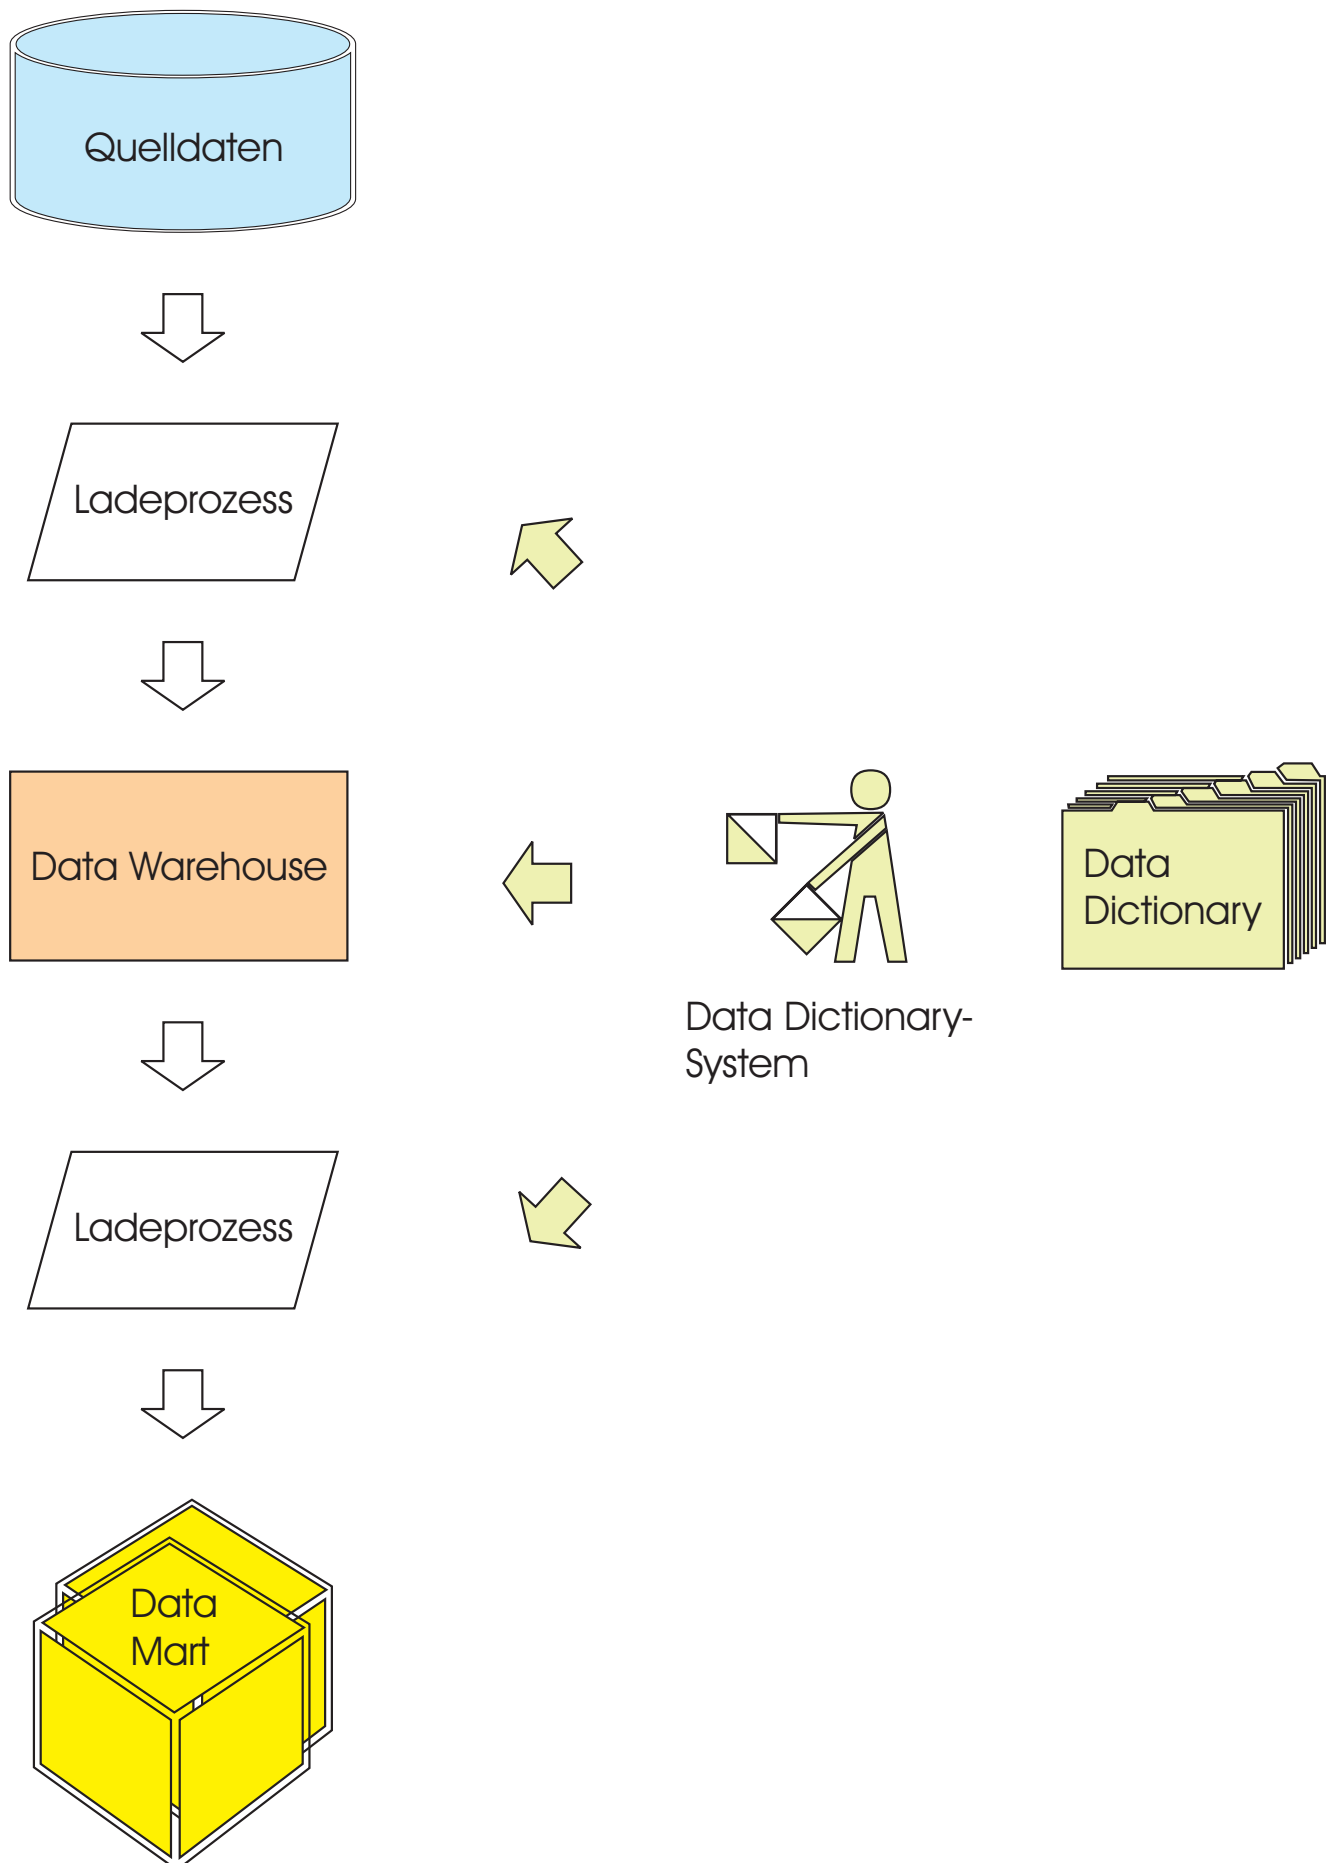 Quelldaten
Ladeprozess
Data Warehouse
Data
Dictionary
Data Dictionary-
System
Ladeprozess
Data
Mart